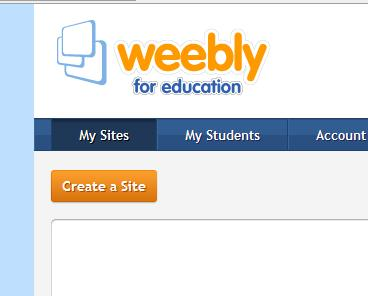 weebly
for education
My Sites My Students Account
Create a Site